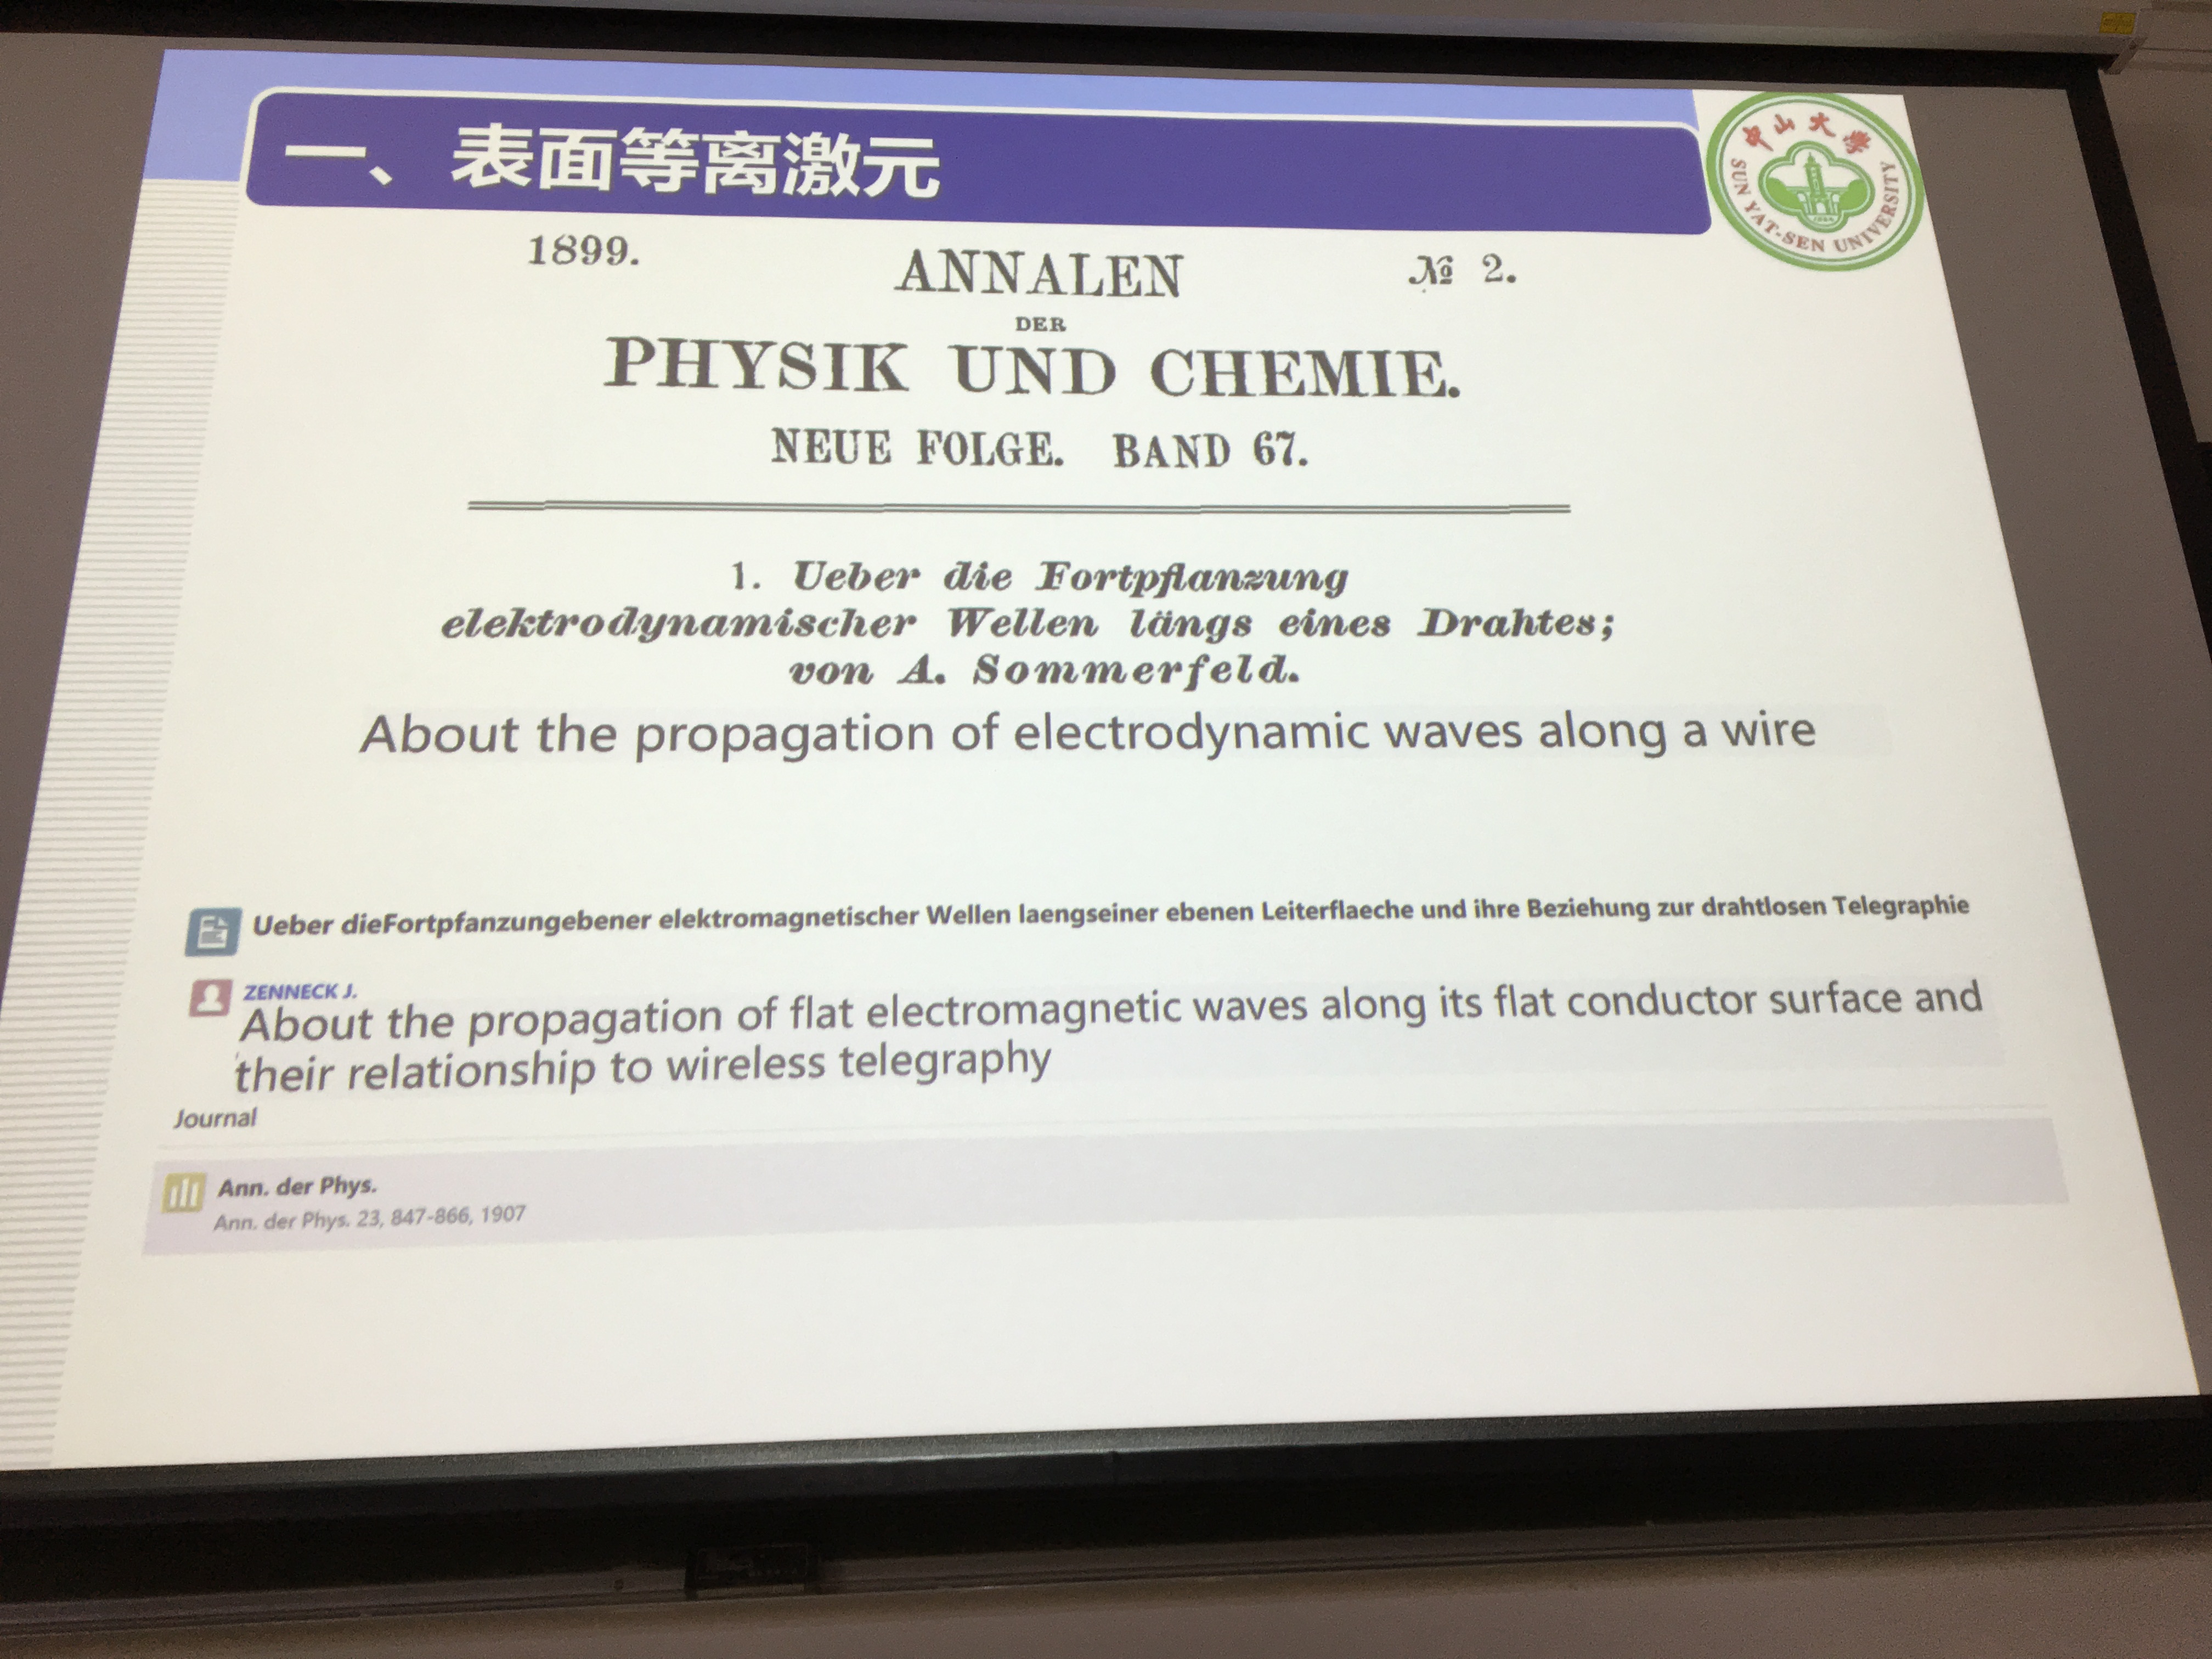 一、表面等离激元
中山大学
SUN YAT-SEN UNIVERSITY
1899.
ANNALEN
№ 2.
DER
PHYSIK UND CHEMIE.
NEUE FOLGE. BAND 67.
1. Ueber die Fortpflanzung
elektrodynamischer Wellen längs eines Drahtes;
von A. Sommerfeld.
About the propagation of electrodynamic waves along a wire
Ueber dieFortpfanzungebener elektromagnetischer Wellen laengseiner ebenen Leiterflaeche und ihre Beziehung zur drahtlosen Telegraphie
ZENNECK J.
About the propagation of flat electromagnetic waves along its flat conductor surface and
their relationship to wireless telegraphy
Journal
Ann. der Phys.
Ann. der Phys. 23, 847-866, 1907